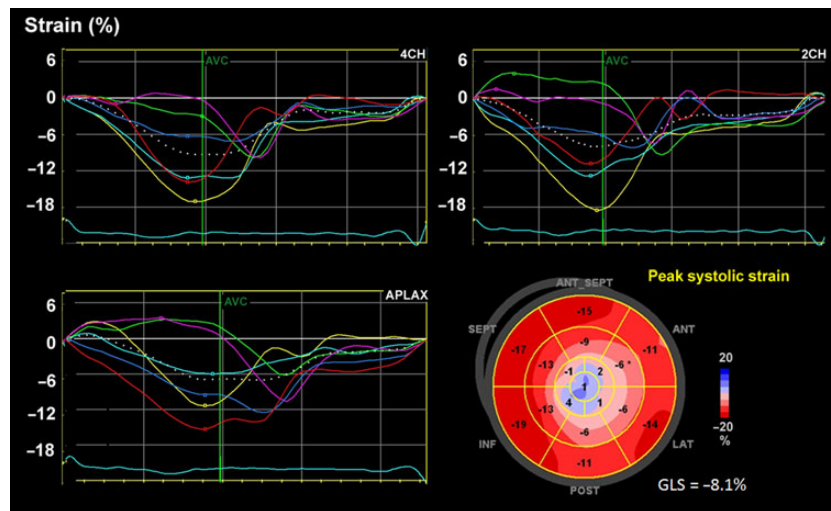 Strain (%)
4CH
6
0
−6
−12
−18
AVC
2CH
6
0
−6
−12
−18
AVC
APLAX
6
0
−6
−12
−18
AVC
Peak systolic strain
ANT_SEPT
SEPT
ANT
INF
LAT
POST
-15
-17
-11
-9
-13
-6 *
-1
2
1
4
1
-13
-6
-19
-14
-6
-11
20
−20
%
GLS = −8.1%